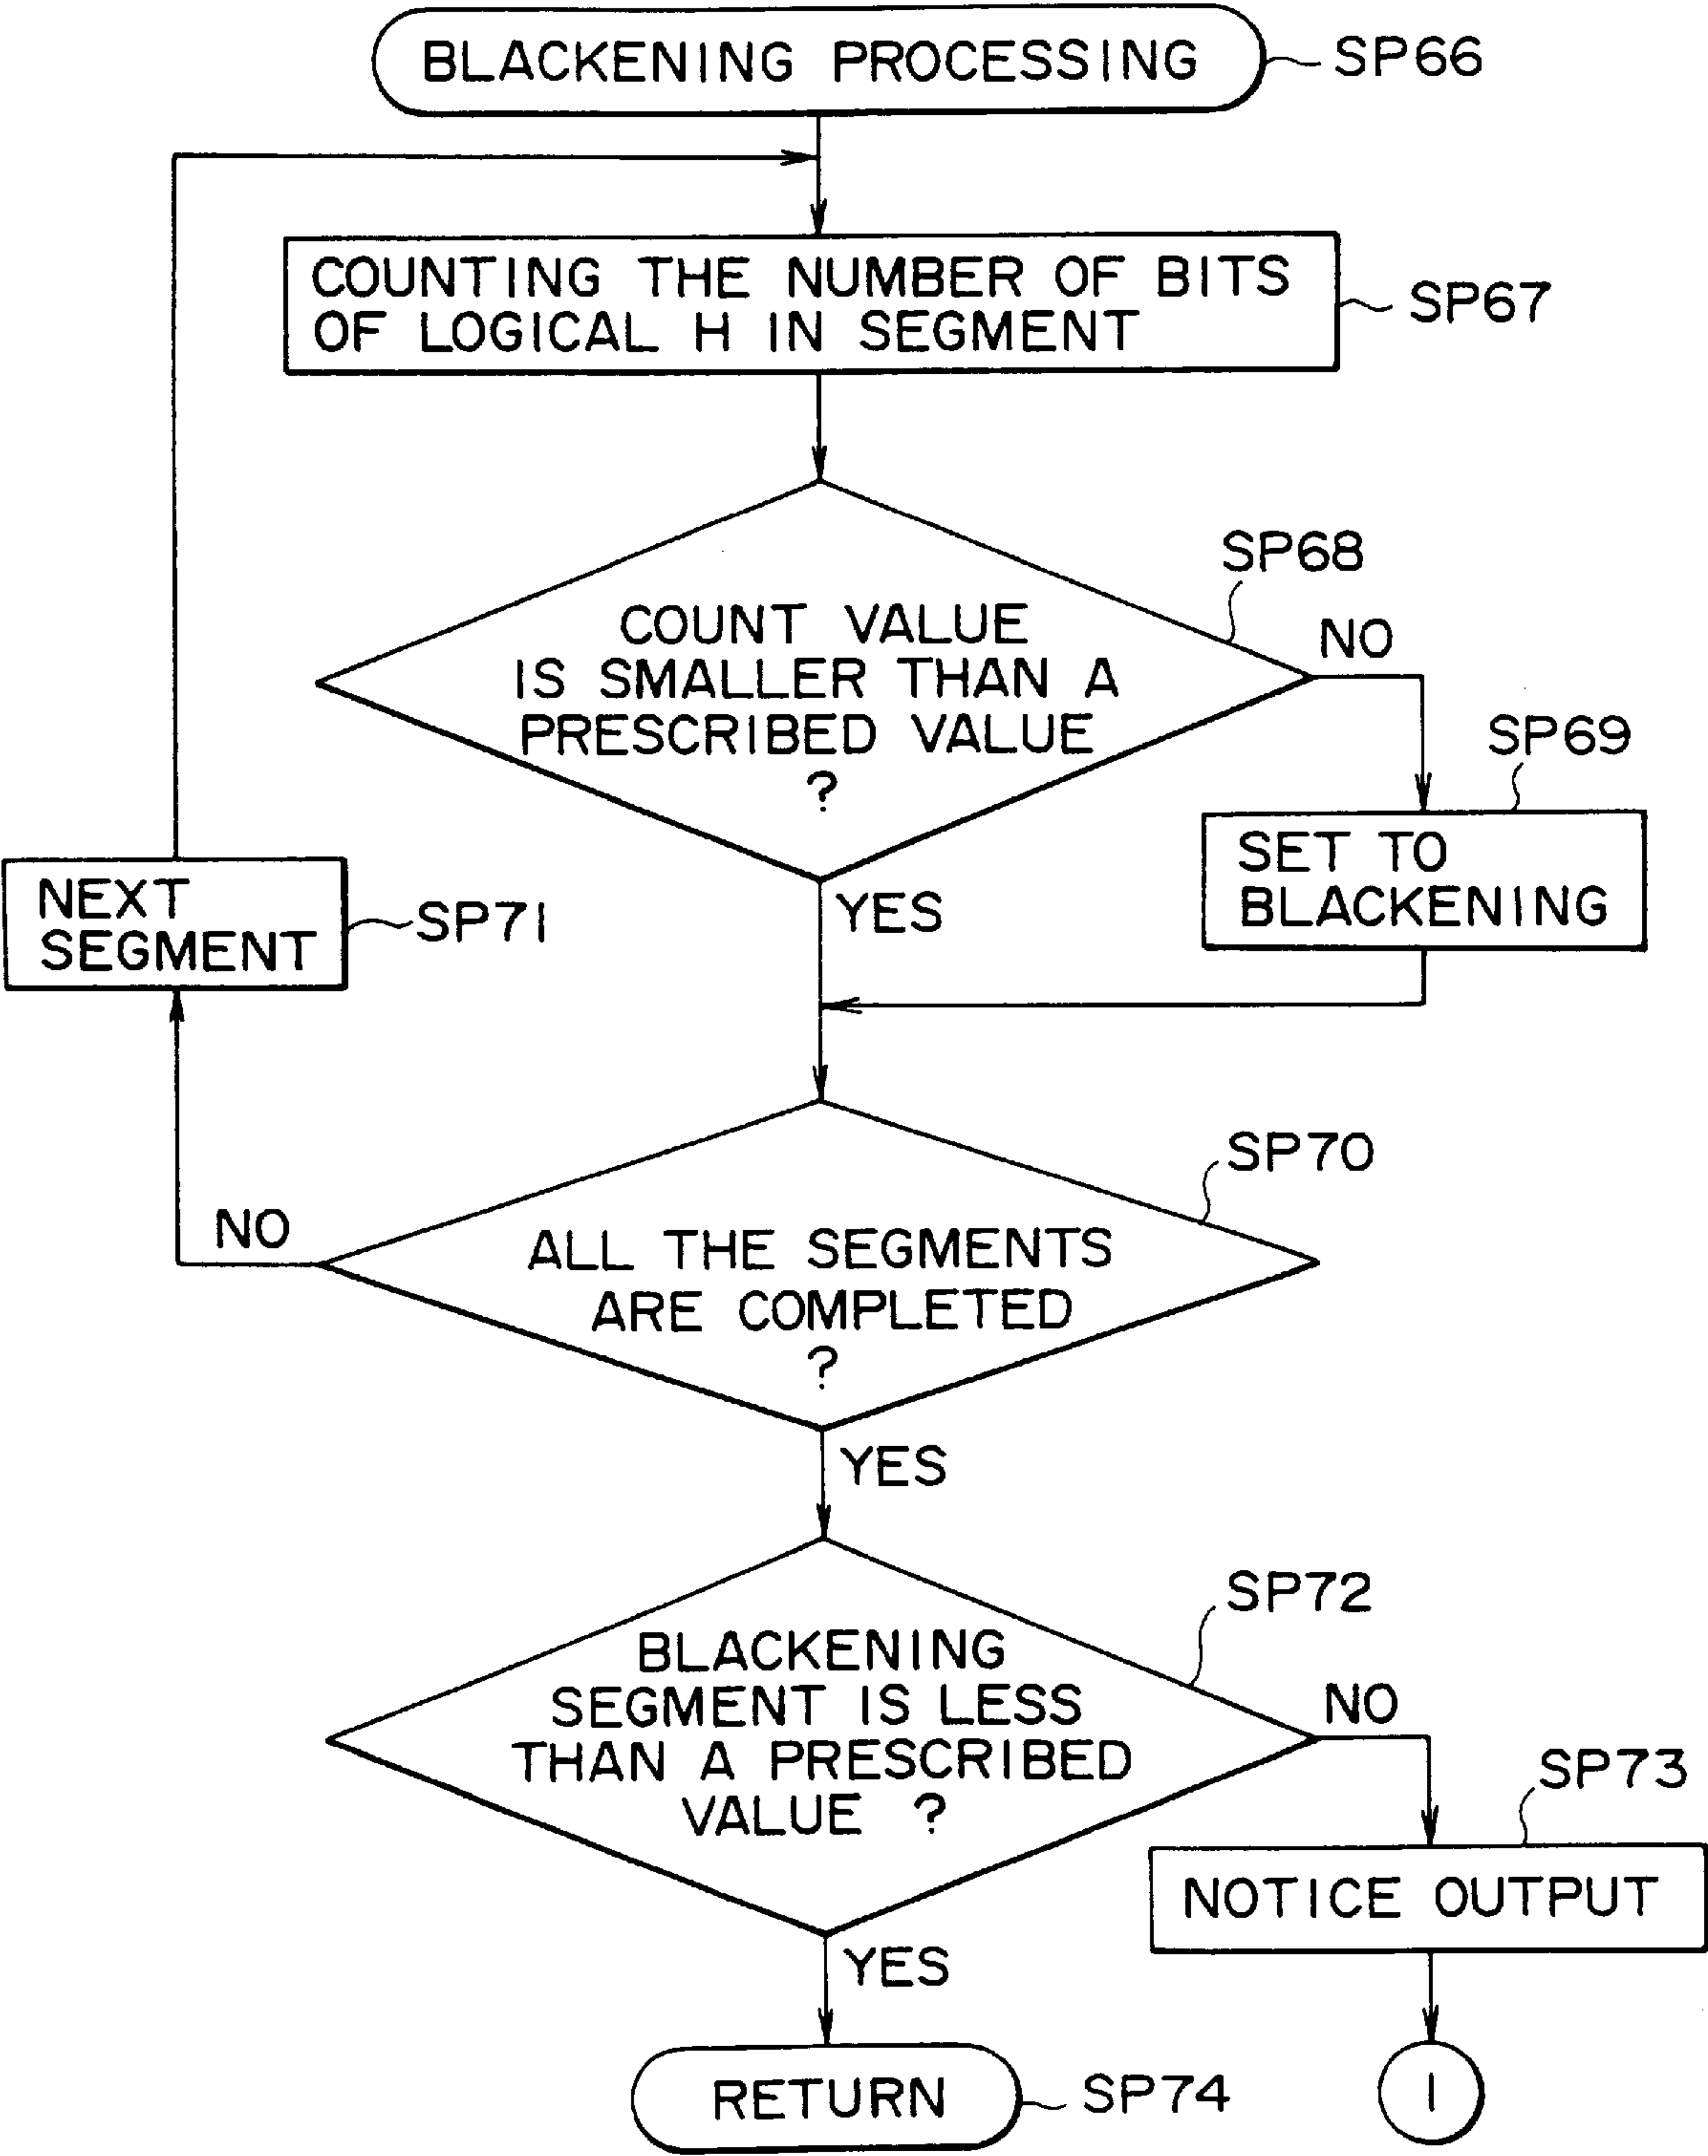 BLACKENING PROCESSING
SP66
COUNTING THE NUMBER OF BITS
OF LOGICAL H IN SEGMENT
SP67
SP68
COUNT VALUE
IS SMALLER THAN A
PRESCRIBED VALUE
?
NO
SP69
SET TO
BLACKENING
YES
NEXT
SEGMENT
SP71
SP70
NO
ALL THE SEGMENTS
ARE COMPLETED
?
YES
SP72
BLACKENING
SEGMENT IS LESS
THAN A PRESCRIBED
VALUE ?
NO
SP73
NOTICE OUTPUT
YES
RETURN
SP74
1